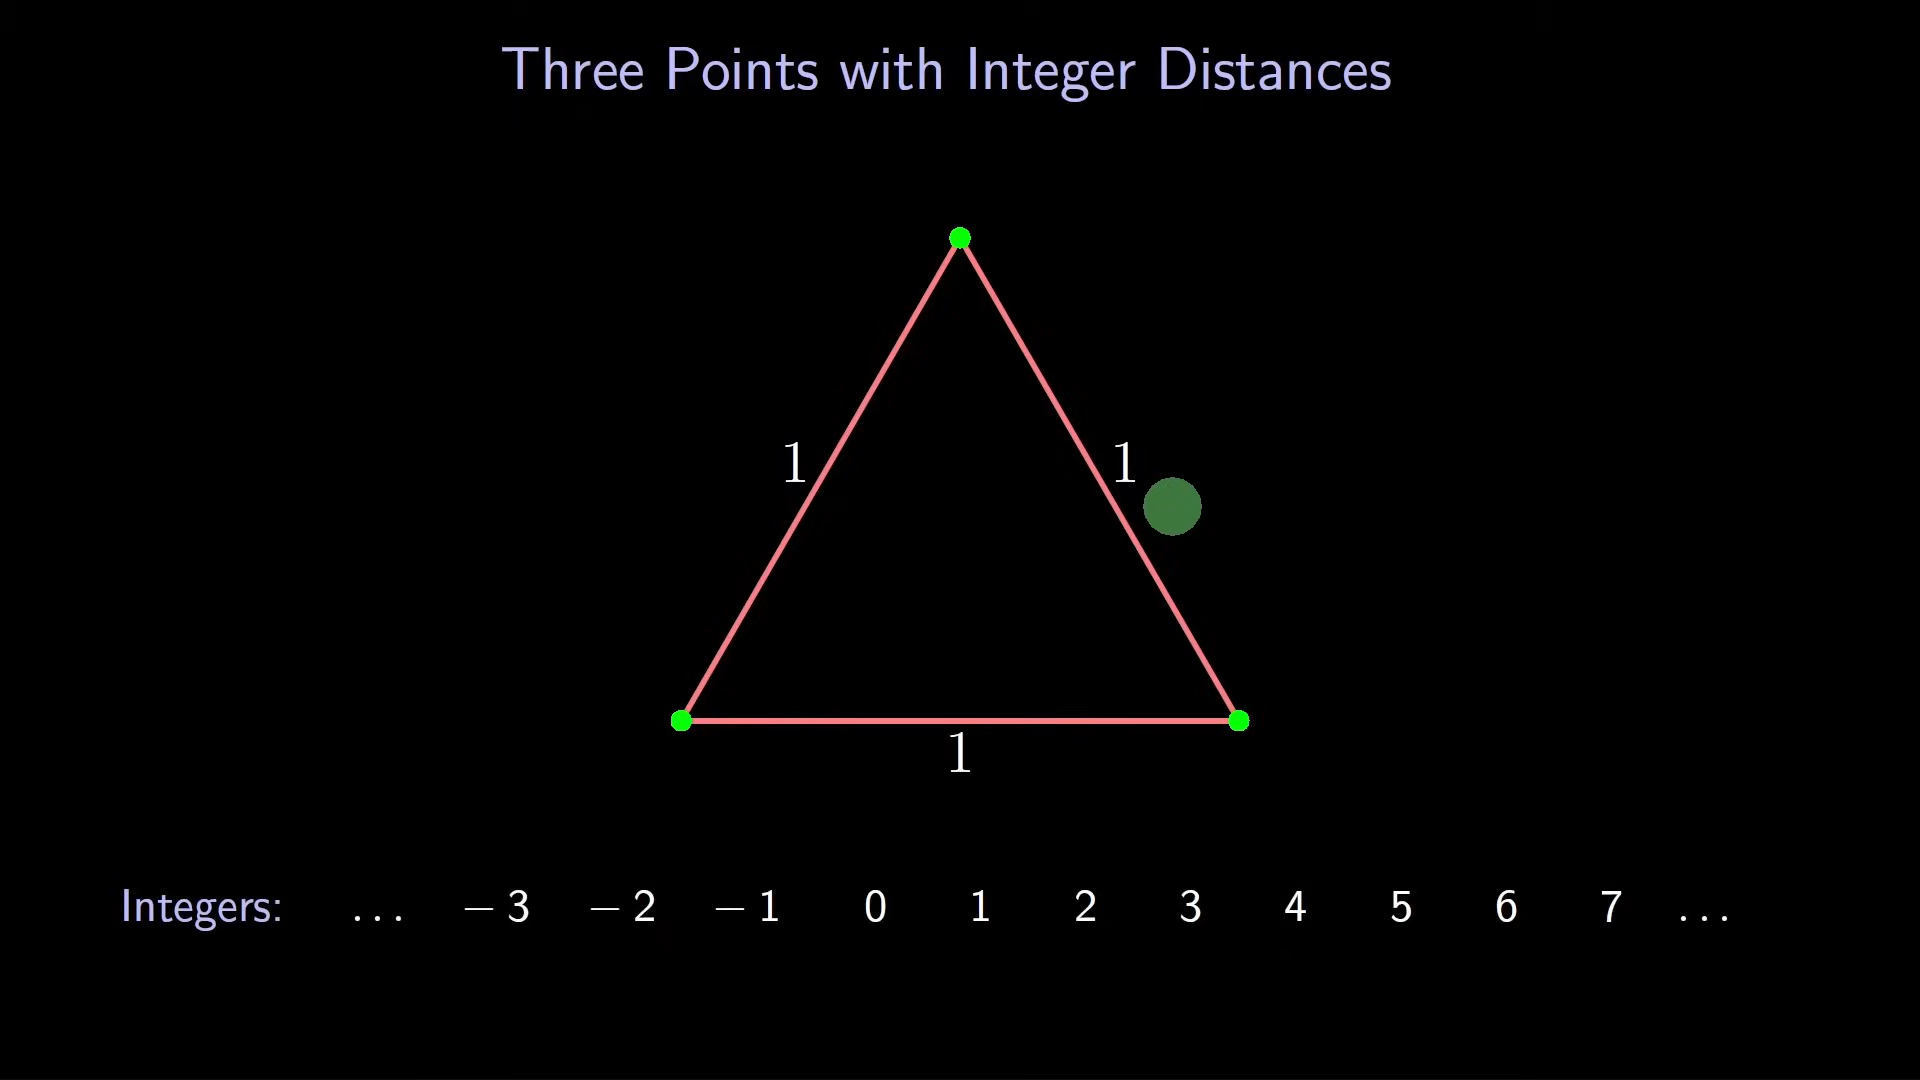 Three Points with Integer Distances
1 1
1
Integers: ... −3 −2 −1 0 1 2 3 4 5 6 7 ...